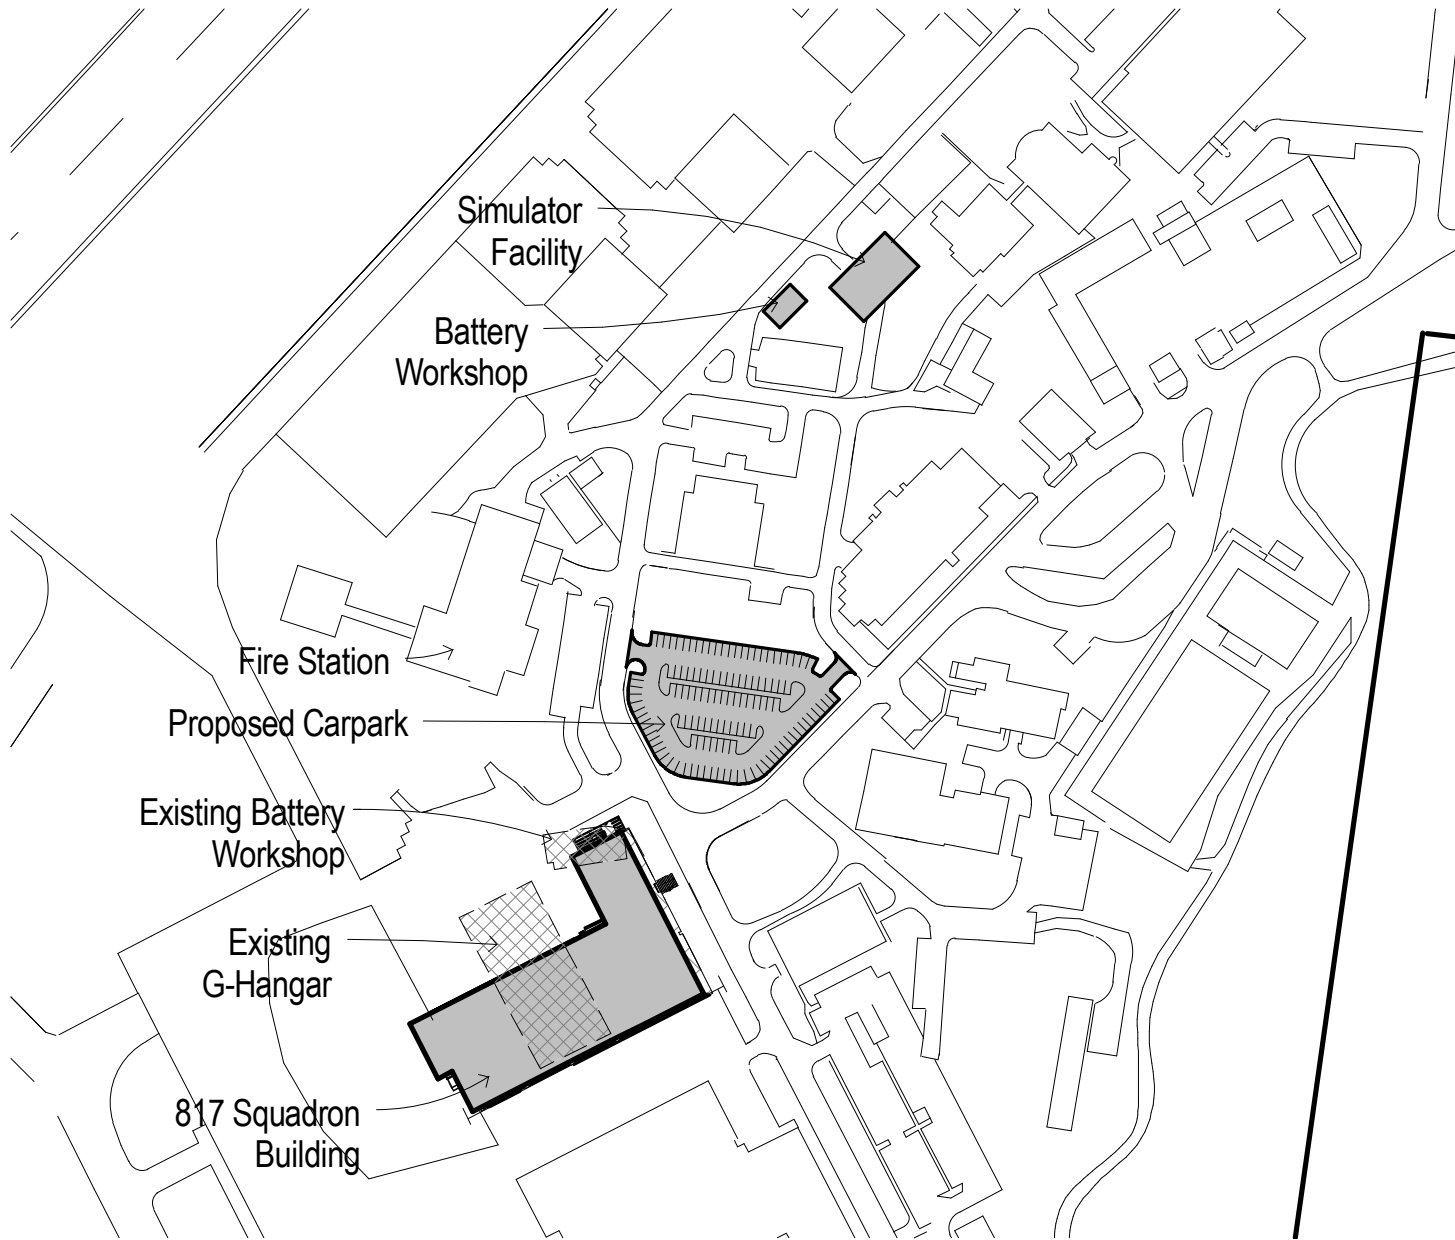 Simulator
Facility
Battery
Workshop
Fire Station
Proposed Carpark
Existing Battery
Workshop
Existing
G-Hangar
817 Squadron
Building